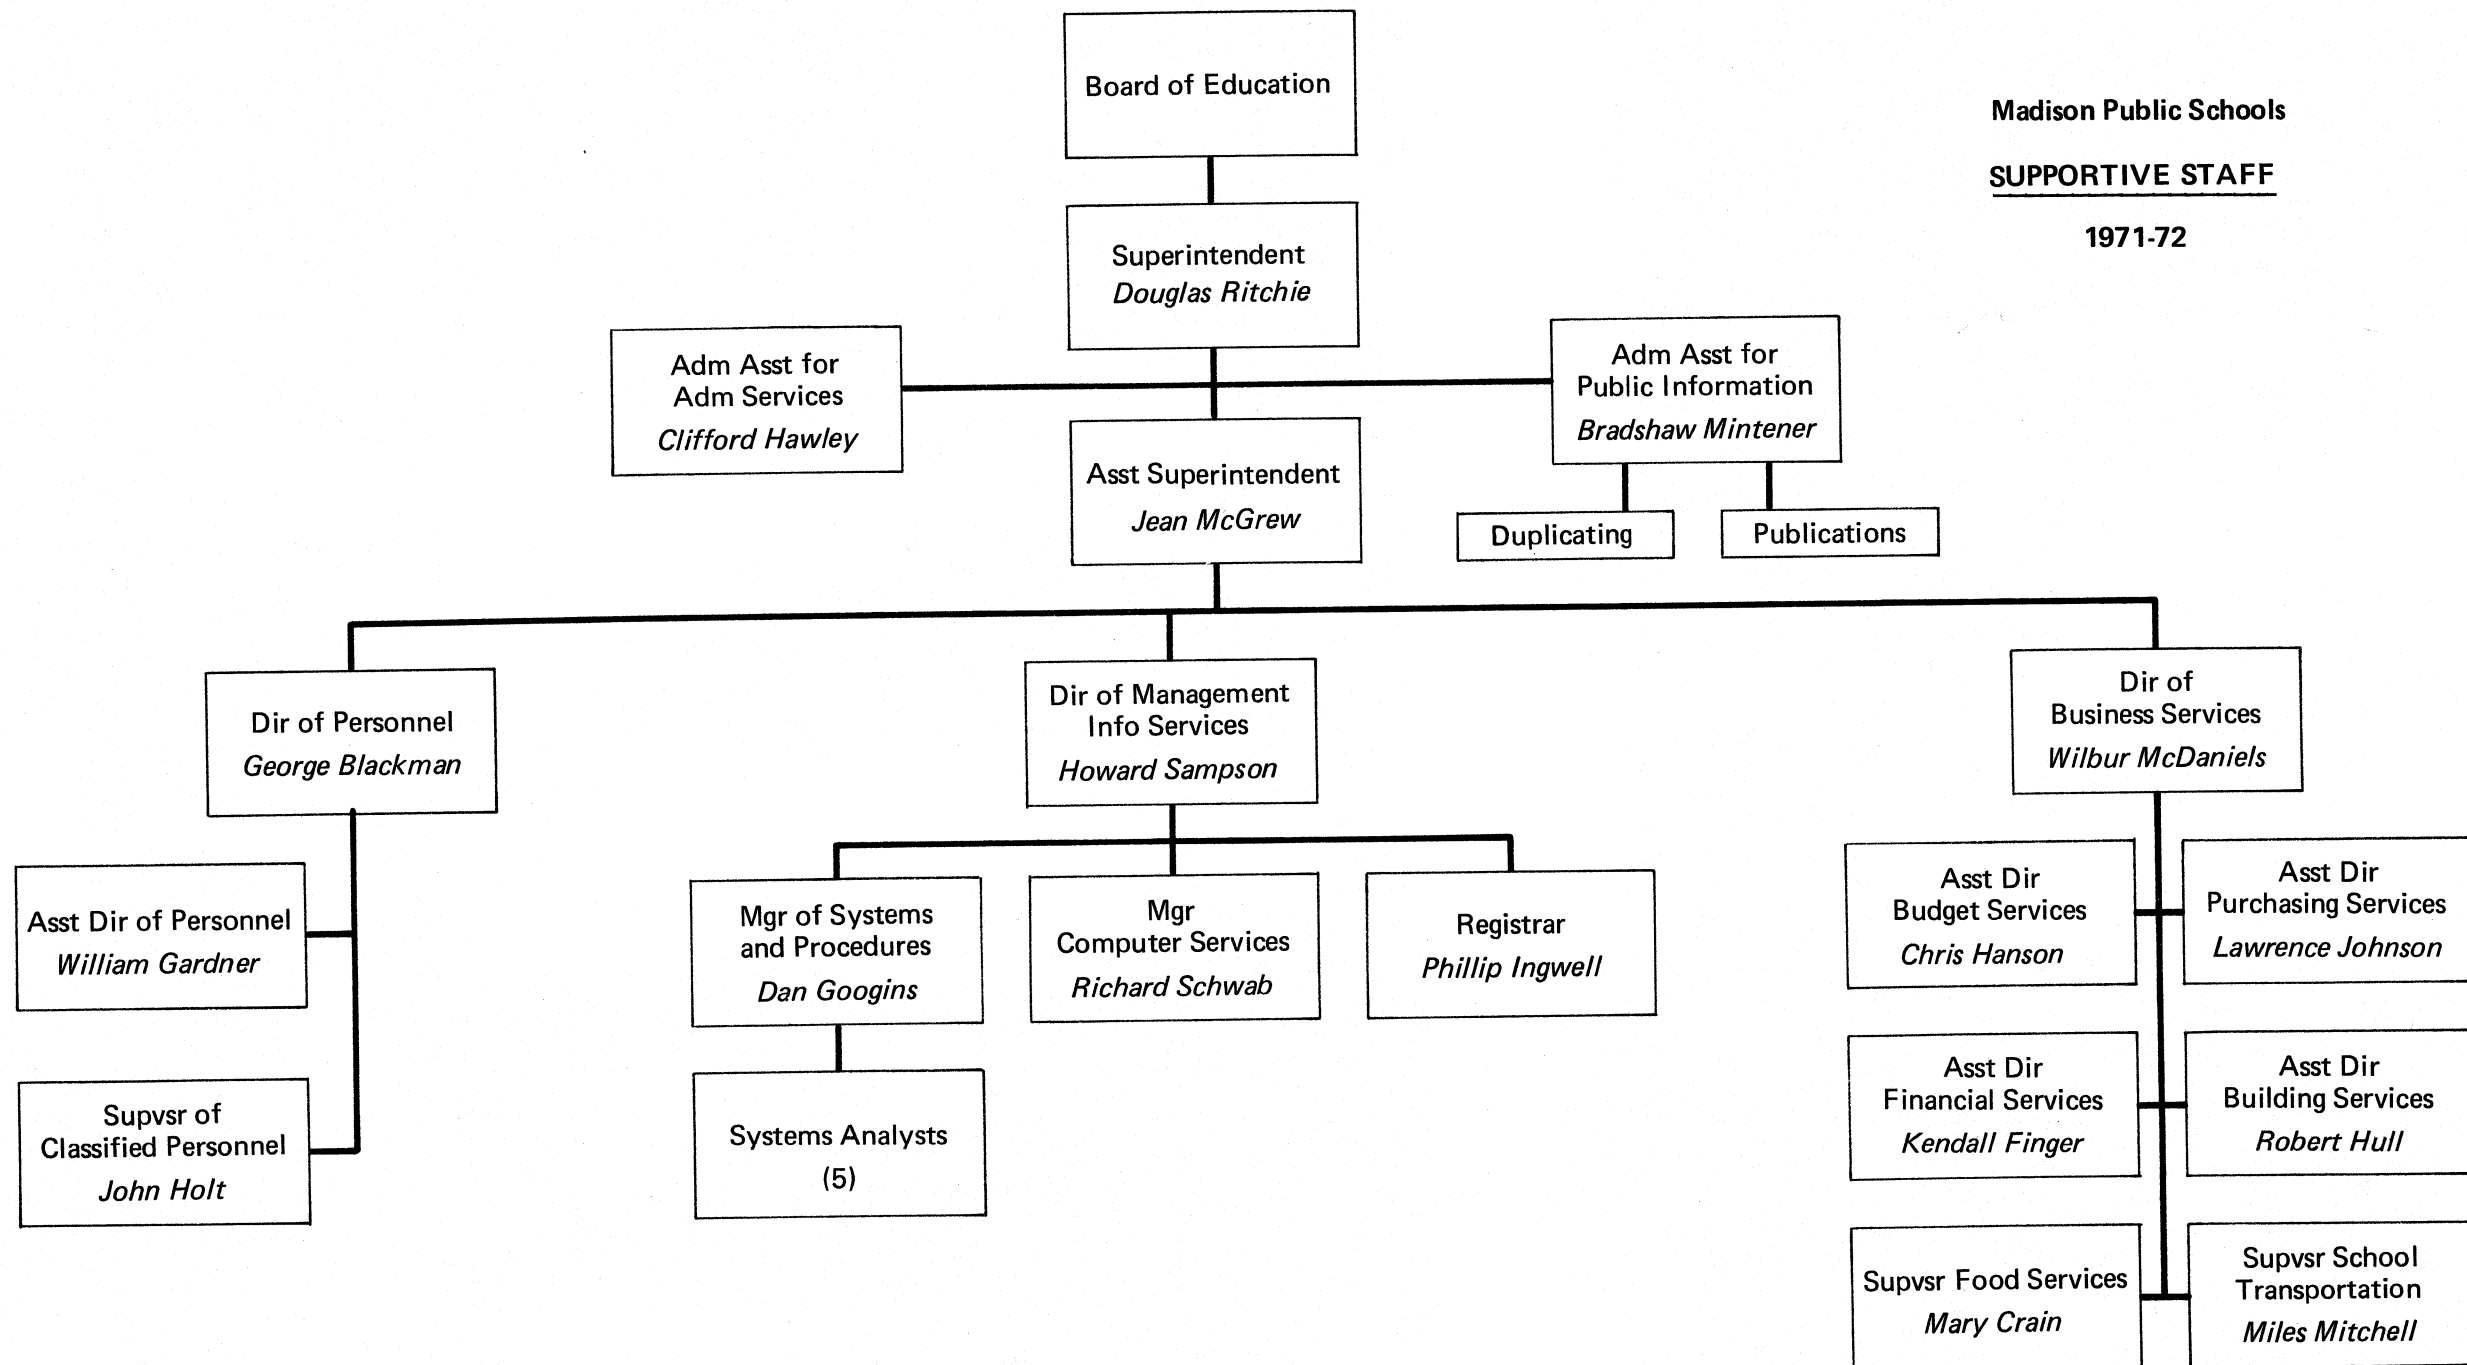 Board of Education
Madison Public Schools
SUPPORTIVE STAFF
1971-72
Superintendent
Douglas Ritchie
Adm Asst for
Adm Services
Clifford Hawley
Adm Asst for
Public Information
Bradshaw Mintener
Asst Superintendent
Jean McGrew
Duplicating
Publications
Dir of Personnel
George Blackman
Dir of Management
Info Services
Howard Sampson
Dir of
Business Services
Wilbur McDaniels
Asst Dir of Personnel
William Gardner
Supvsr of
Classified Personnel
John Holt
Mgr of Systems
and Procedures
Dan Googins
Mgr
Computer Services
Richard Schwab
Registrar
Phillip Ingwell
Systems Analysts
(5)
Asst Dir
Budget Services
Chris Hanson
Asst Dir
Purchasing Services
Lawrence Johnson
Asst Dir
Financial Services
Kendall Finger
Asst Dir
Building Services
Robert Hull
Supvsr Food Services
Mary Crain
Supvsr School
Transportation
Miles Mitchell